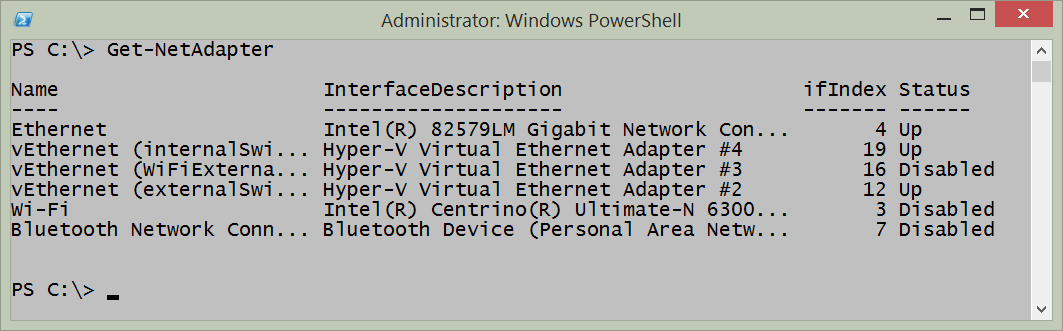 Administrator: Windows PowerShell
PS C:\> Get-NetAdapter
Name                      InterfaceDescription                    ifIndex Status
----                      --------------------                    ------- ------
Ethernet                  Intel(R) 82579LM Gigabit Network Con...       4 Up
vEthernet (internalSwi... Hyper-V Virtual Ethernet Adapter #4          19 Up
vEthernet (WiFiExterna... Hyper-V Virtual Ethernet Adapter #3          16 Disabled
vEthernet (externalSwi... Hyper-V Virtual Ethernet Adapter #2          12 Up
Wi-Fi                     Intel(R) Centrino(R) Ultimate-N 6300...       3 Disabled
Bluetooth Network Conn... Bluetooth Device (Personal Area Netw...       7 Disabled
PS C:\> _